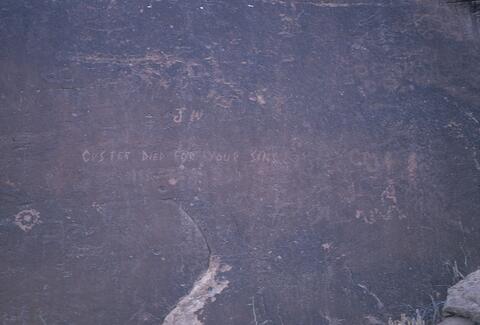 JW
CUSTER DIED FOR YOUR SINS